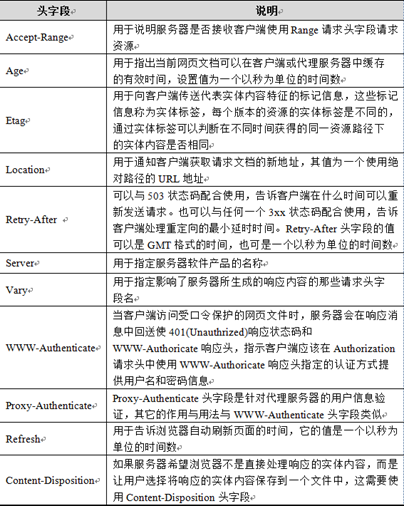 头字段 说明
Accept-Range 用于说明服务器是否接收客户端使用 Range 请求头字段请求
资源
Age 用于指出当前网页文档可以在客户端或代理服务器中缓存
的有效时间，设置值为一个以秒为单位的时间数
Etag 用于向客户端传送代表实体内容特征的标记信息，这些标记
信息称为实体标签，每个版本的资源的实体标签是不同的，
通过实体标签可以判断在不同时间获得的同一资源路径下
的实体内容是否相同
Location 用于通知客户端获取请求文档的新地址，其值为一个使用绝
对路径的 URL 地址
Retry-After 可以与 503 状态码配合使用，告诉客户端在什么时间可以重
新发送请求。也可以与任何一个 3xx 状态码配合使用，告诉
客户端处理重定向的最小延时时间。Retry-After 头字段的值
可以是 GMT 格式的时间，也可是一个以秒为单位的时间数
Server 用于指定服务器软件产品的名称
Vary 用于指定影响了服务器所生成的响应内容的那些请求头字
段名
WWW-Authenticate 当客户端访问受口令保护的网页文件时，服务器会在响应消
息中回送使 401(Unauthrized)响应状态码和
WWW-Authoricate 响应头，指示客户端应该在 Authorization
请求头中使用 WWW-Authoricate 响应头指定的认证方式提
供用户名和密码信息
Proxy-Authenticate Proxy-Authenticate 头字段是针对代理服务器的用户信息验
证，其它的作用与用法与 WWW-Authenticate 头字段类似
Refresh 用于告诉浏览器自动刷新页面的时间，它的值是一个以秒为
单位的时间数
Content-Disposition 如果服务器希望浏览器不是直接处理响应的实体内容，而是
让用户选择将响应的实体内容保存到一个文件中，这需要使
用 Content-Disposition 头字段